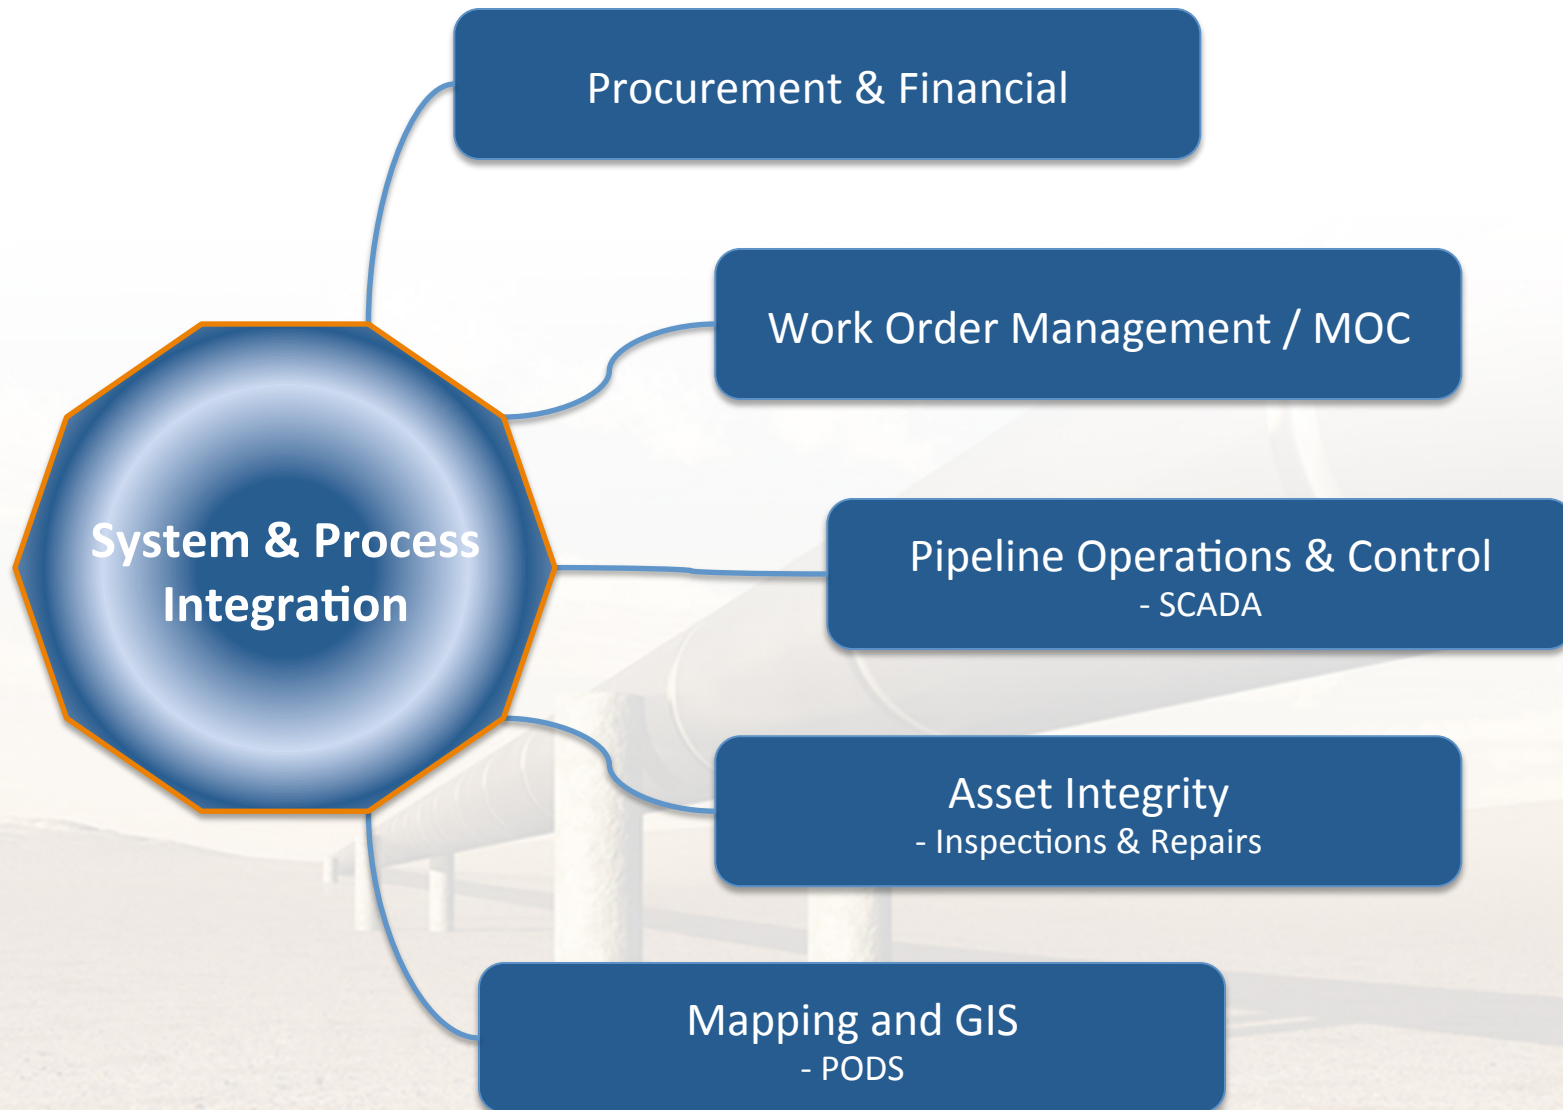 Procurement & Financial
Work Order Management / MOC
System & Process
Integration
Pipeline Operations & Control
- SCADA
Asset Integrity
- Inspections & Repairs
Mapping and GIS
- PODS